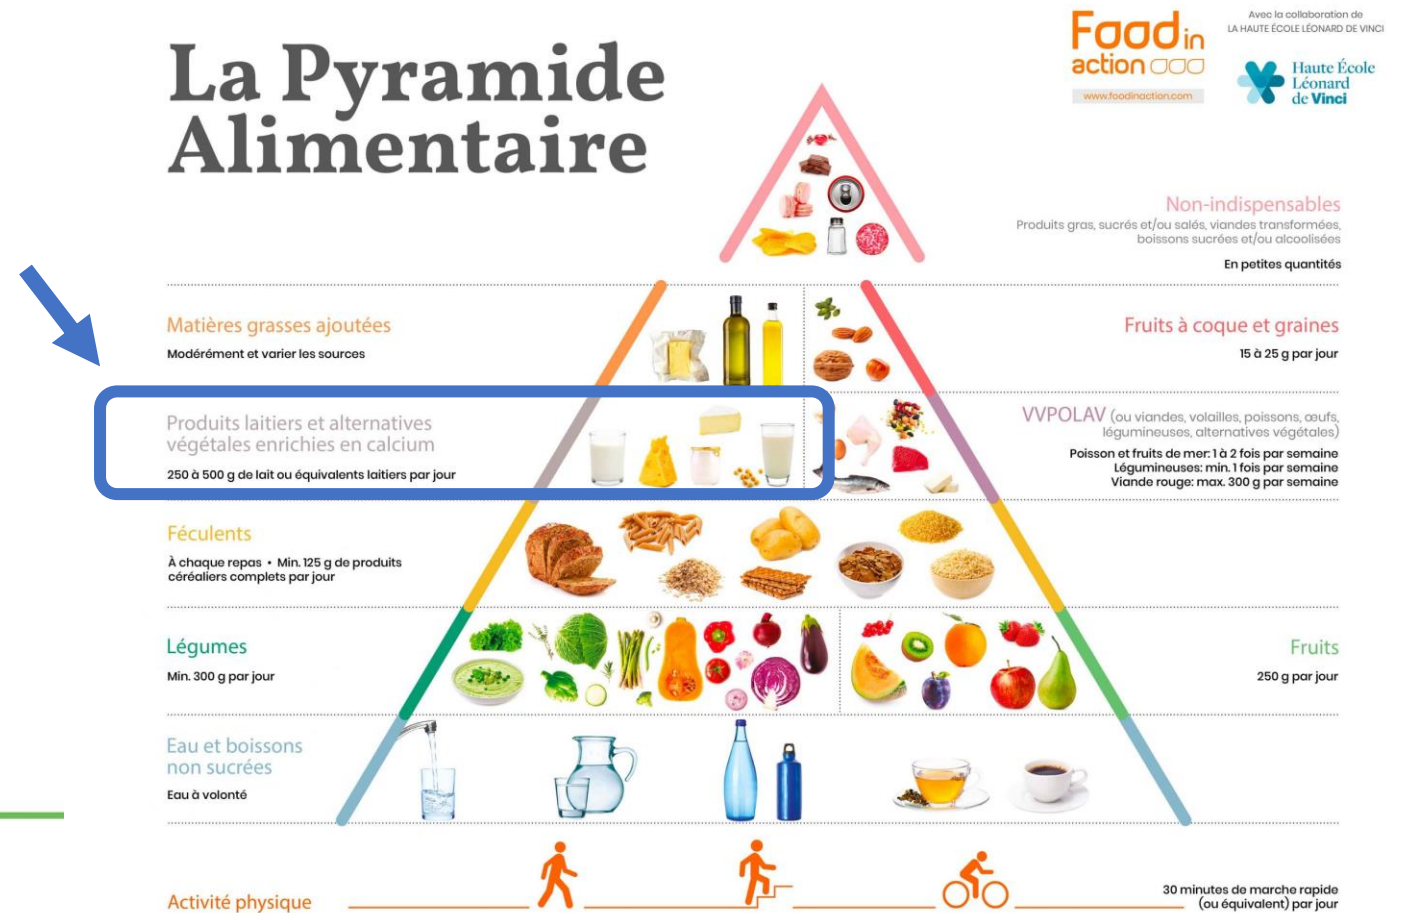 La Pyramide
Alimentaire
Food in
action
www.foodinaction.com
Avec la collaboration de
LA HAUTE ÉCOLE LÉONARD DE VINCI
Haute École
Léonard
de Vinci
Non-indispensables
Produits gras, sucrés et/ou salés, viandes transformées,
boissons sucrées et/ou alcoolisées
En petites quantités
Matières grasses ajoutées
Modérément et varier les sources
Fruits à coque et graines
15 à 25 g par jour
Produits laitiers et alternatives
végétales enrichies en calcium
250 à 500 g de lait ou équivalents laitiers par jour
VVPOLAV (ou viandes, volailles, poissons, œufs,
légumineuses, alternatives végétales)
Poisson et fruits de mer: 1 à 2 fois par semaine
Légumineuses: min. 1 fois par semaine
Viande rouge: max. 300 g par semaine
Féculents
À chaque repas • Min. 125 g de produits
céréaliers complets par jour
Légumes
Min. 300 g par jour
Fruits
250 g par jour
Eau et boissons
non sucrées
Eau à volonté
Activité physique
30 minutes de marche rapide
(ou équivalent) par jour